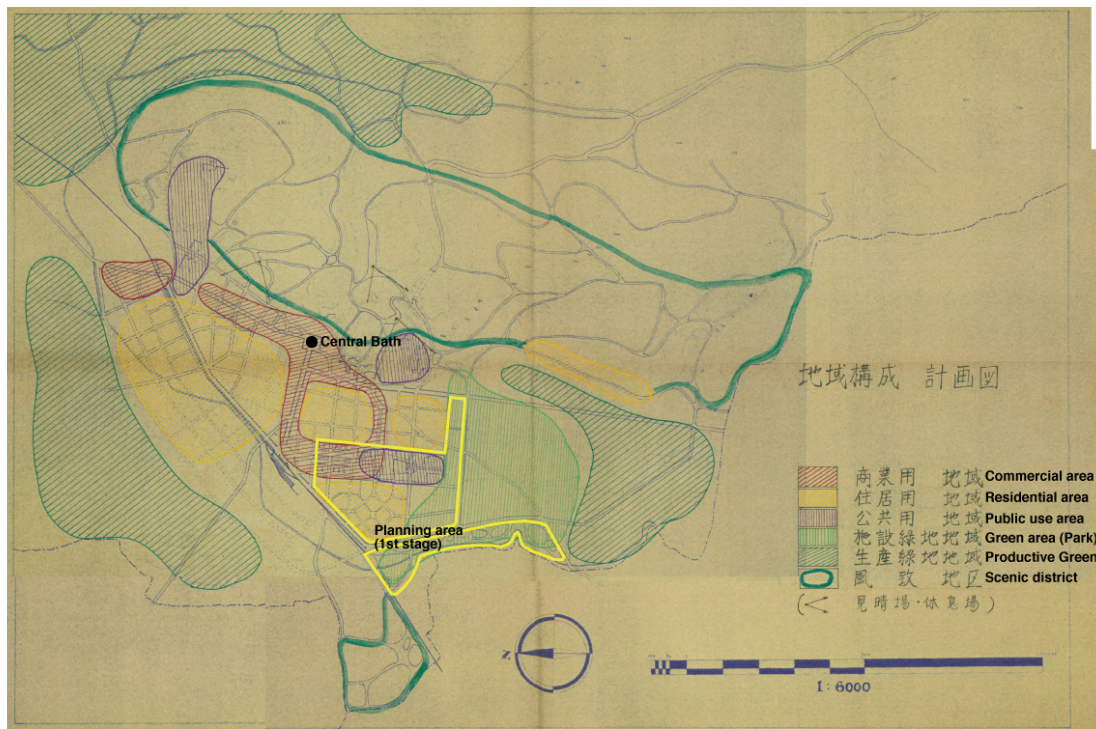 Central Bath
地域構成 計画図
商業用 地域 Commercial area
住居用 地域 Residential area
公共用 地域 Public use area
施設緑地地域 Green area (Park)
生産緑地地域 Productive Green
風致 地区 Scenic district
(< 見晴場・休息場)
Planning area
(1st stage)
Z
1:6000